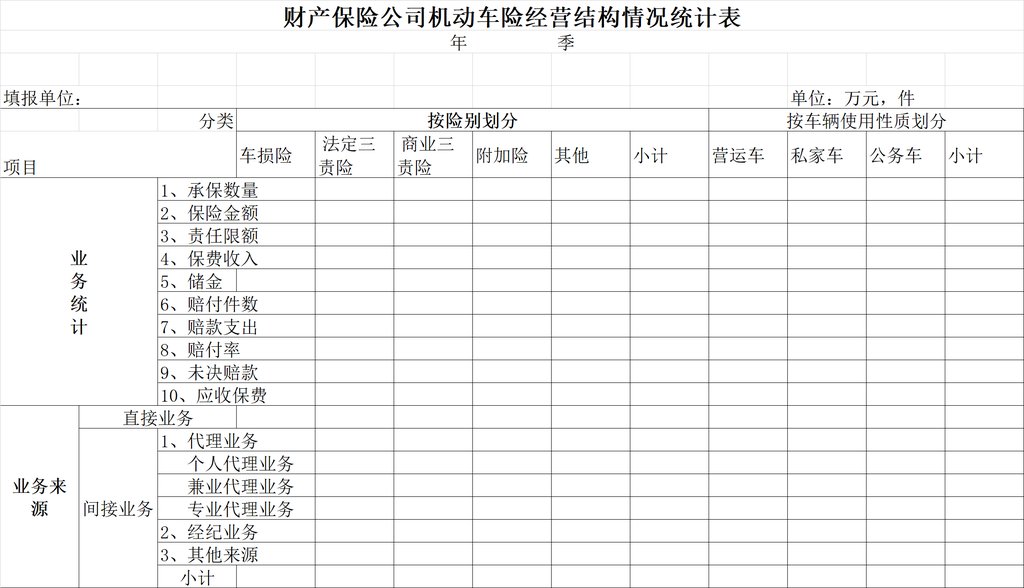 财产保险公司机动车险经营结构情况统计表
年 季
填报单位: 单位: 万元，件
分类 按险别划分 按车辆使用性质划分
项目 车损险 法定三责险 商业三责险 附加险 其他 小计 营运车 私家车 公务车 小计
业务统计
1、承保数量
2、保险金额
3、责任限额
4、保费收入
5、储金
6、赔付件数
7、赔款支出
8、赔付率
9、未决赔款
10、应收保费
业务来源
直接业务
间接业务
1、代理业务
个人代理业务
兼业代理业务
专业代理业务
2、经纪业务
3、其他来源
小计